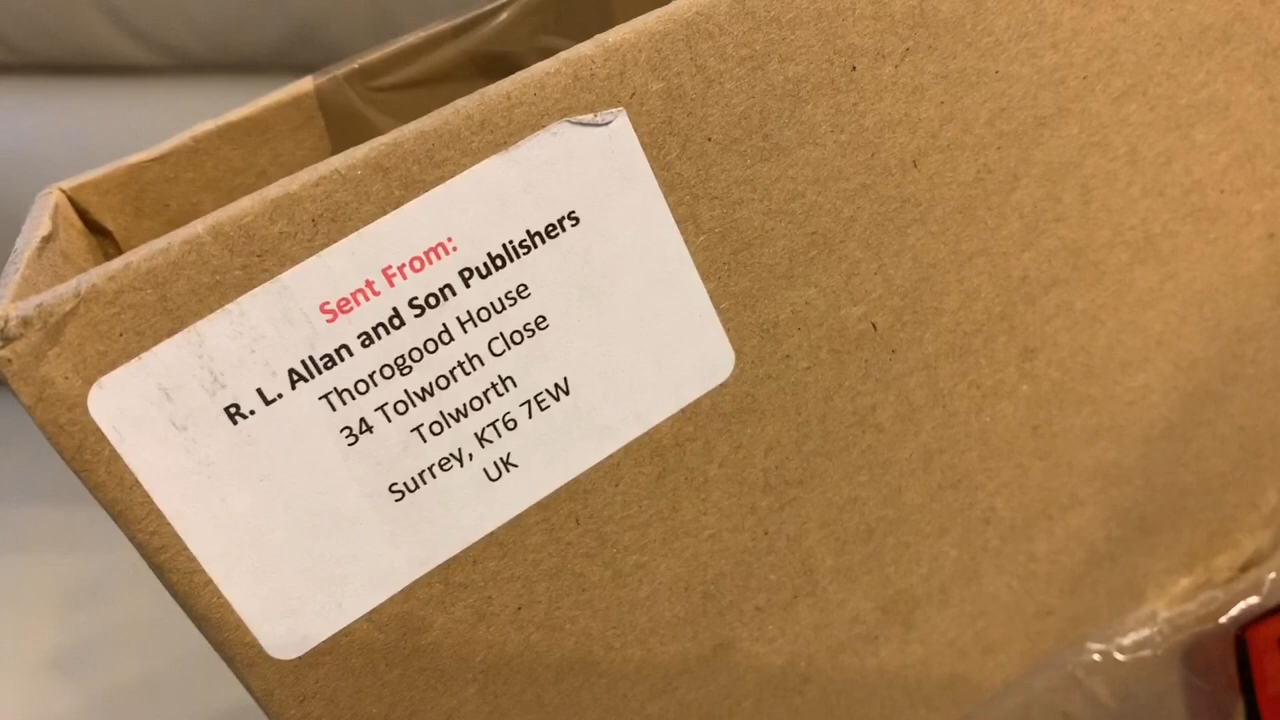 Sent From:
R. L. Allan and Son Publishers
Thorogood House
34 Tolworth Close
Tolworth
Surrey, KT6 7EW
UK